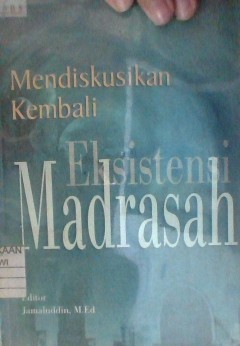 Mendiskusikan
Kembali
Eksistensi
Madrasah
Editor
Jamaluddin, M.Ed